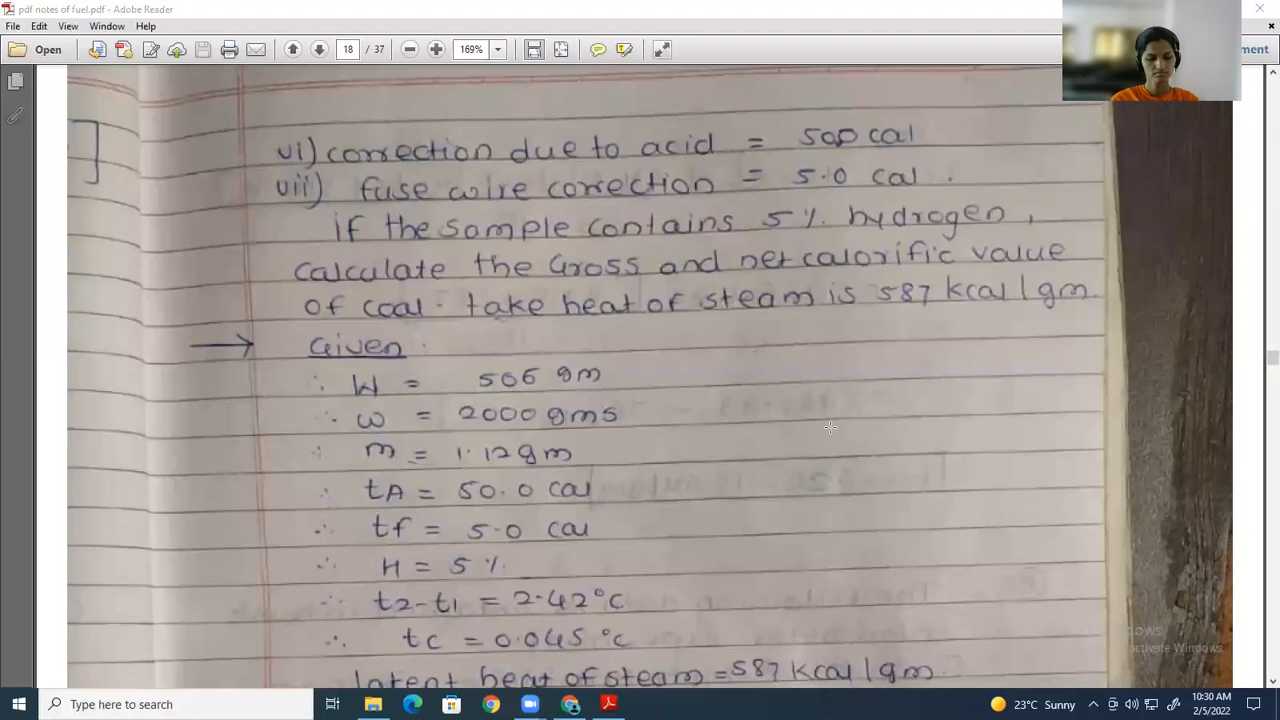 pdf notes of fuel.pdf - Adobe Reader
File Edit View Window Help
Open 18 / 37 169% ment
vi) correction due to acid = 500 cal
vii) fuse wire correction = 5.0 cal.
if the sample contains 5% hydrogen,
calculate the Gross and net calorific value
of coal. take heat of steam is 587 kcal/gm.
→ Given:
∴ W = 506 gm
∴ w = 2000 gms
∴ m = 1.12 gm
∴ tA = 50.0 cal
∴ tf = 5.0 cal
∴ H = 5%.
∴ t2-t1 = 2.42°C
∴ tc = 0.045 °C
latent heat of steam = 587 kcal/gm.
ctivate Windows.
Type here to search
23°C Sunny
10:30 AM
2/5/2022